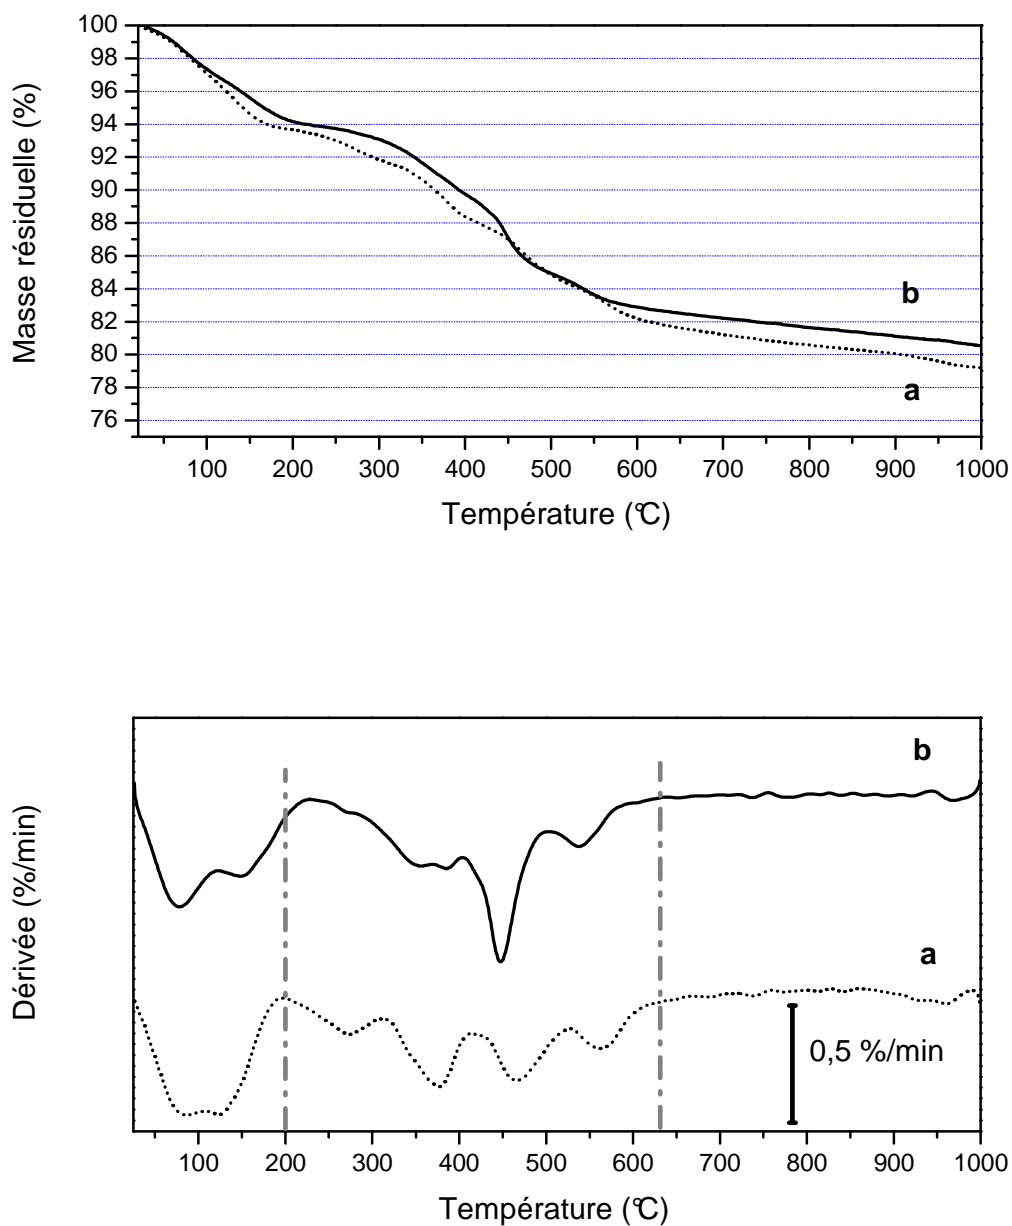 100
98
96
94
92
90
88
86
84
82
80
78
76
Masse résiduelle (%)
b
a
100 200 300 400 500 600 700 800 900 1000
Température (°C)
Dérivée (%/min)
b
a
0,5 %/min
100 200 300 400 500 600 700 800 900 1000
Température (°C)